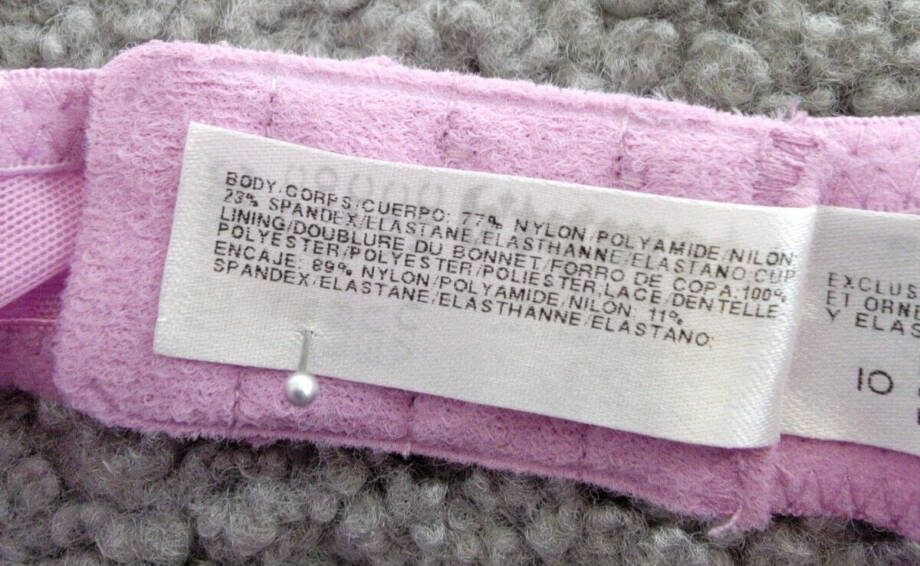 BODY/CORPS/CUERPO: 77% NYLON/POLYAMIDE/NILON:
23% SPANDEX/ELASTANE/ELASTHANNE/ELASTANO CUP
LINING/DOUBLURE DU BONNET/FORRO DE COPA 100%
POLYESTER/POLYESTER/POLIESTER,LACE/DENTELLE
ENCAJE: 89% NYLON/POLYAMIDE/NILON, 11%
SPANDEX/ELASTANE/ELASTHANNE/ELASTANO:
EXCLUS
ET ORNE
Y ELAS
10